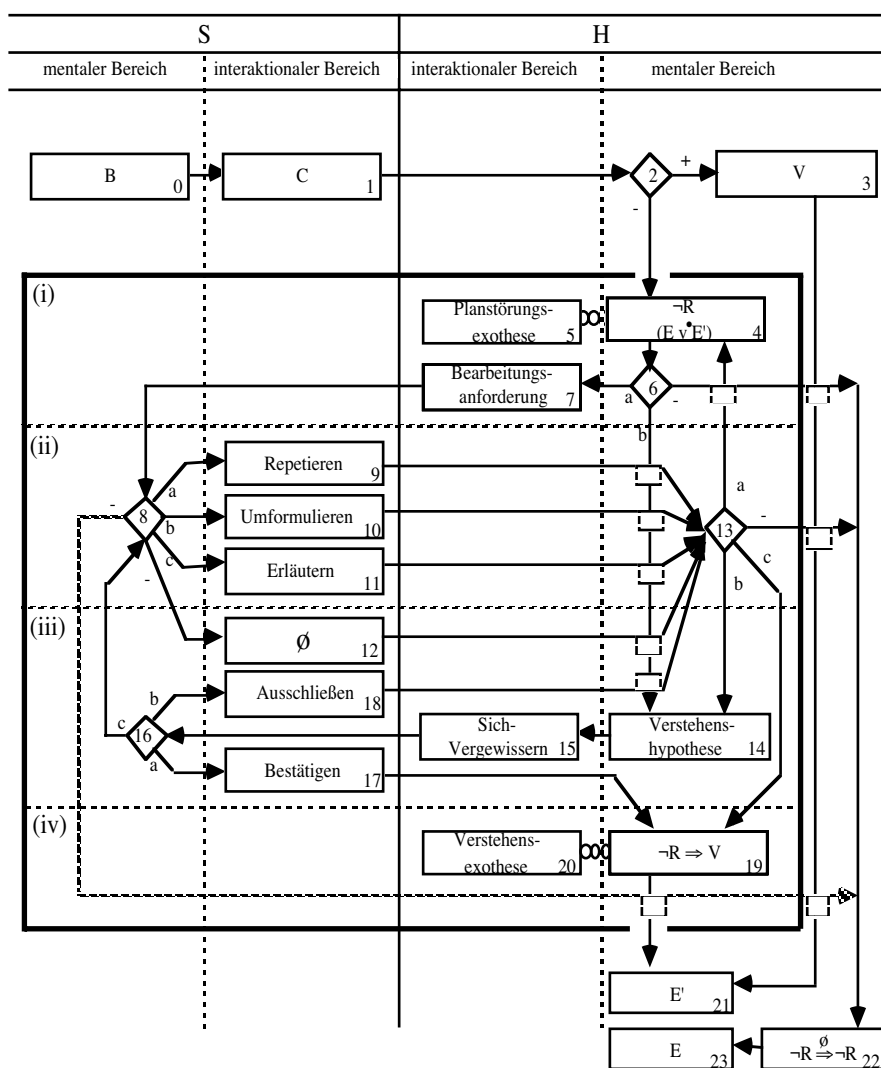 S H
mentaler Bereich interaktionaler Bereich interaktionaler Bereich mentaler Bereich
B 0
C 1
2
+
-
V 3
(i)
Planstörungs-
exothese 5
¬R
(E v̇ E') 4
Bearbeitungs-
anforderung 7
6
a
-
b
(ii)
Repetieren 9
a
-
8
b
Umformulieren 10
c
Erläutern 11
-
a
13
-
c
b
(iii)
ø 12
Ausschließen 18
b
c
16
a
Sich-
Vergewissern 15
Verstehens-
hypothese 14
Bestätigen 17
(iv)
Verstehens-
exothese 20
¬R ⇒ V 19
E' 21
E 23
ø
¬R ⇒ ¬R 22